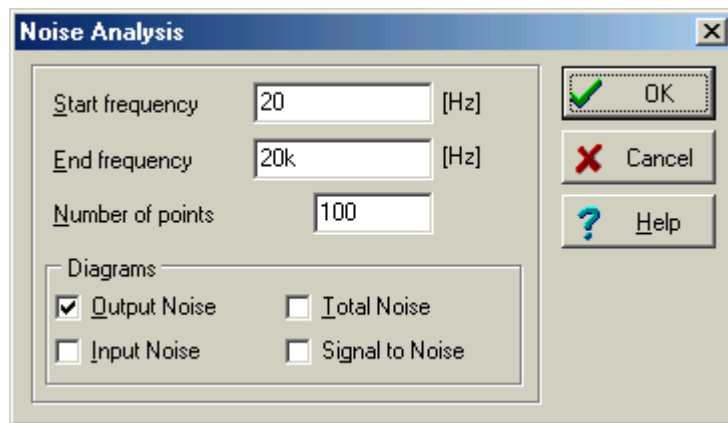 Noise Analysis
Start frequency 20 [Hz]
End frequency 20k [Hz]
Number of points 100
Diagrams
Output Noise Total Noise
Input Noise Signal to Noise
OK
Cancel
Help